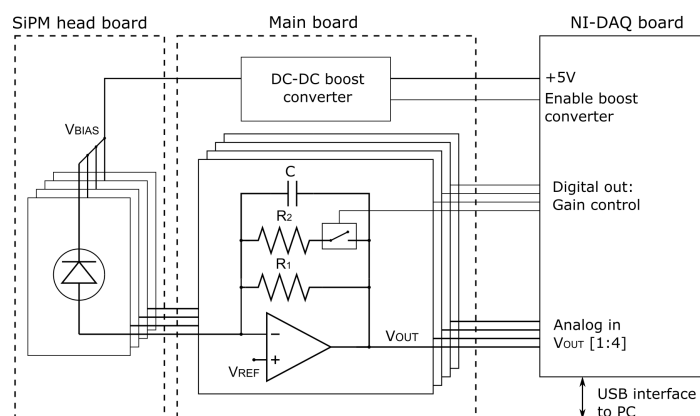 SiPM head board
Main board
NI-DAQ board
DC-DC boost
converter
+5V
Enable boost
converter
VBIAS
C
R2
R1
Digital out:
Gain control
−
+
VREF
VOUT
Analog in
VOUT [1:4]
USB interface
to PC